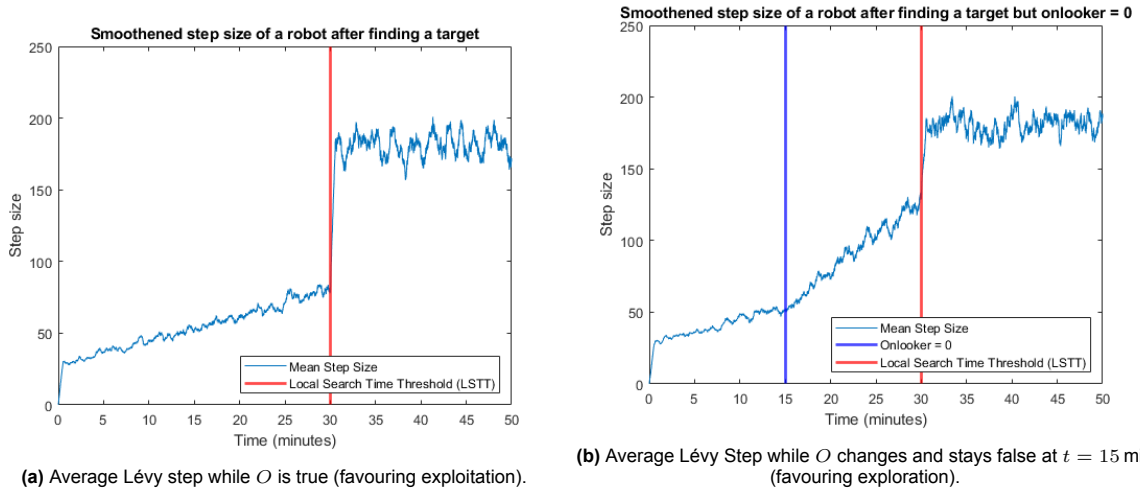 Smoothened step size of a robot after finding a target
250
200
150
100
50
0
Step size
0 5 10 15 20 25 30 35 40 45 50
Time (minutes)
Mean Step Size
Local Search Time Threshold (LSTT)
(a) Average Lévy step while O is true (favouring exploitation).
Smoothened step size of a robot after finding a target but onlooker = 0
250
200
150
100
50
0
Step size
0 5 10 15 20 25 30 35 40 45 50
Time (minutes)
Mean Step Size
Onlooker = 0
Local Search Time Threshold (LSTT)
(b) Average Lévy Step while O changes and stays false at t = 15 m
(favouring exploration).